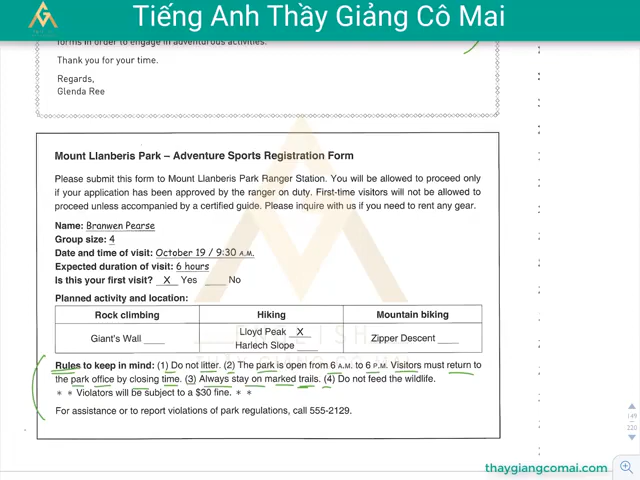 Tiếng Anh Thầy Giảng Cô Mai
forms in order to engage in adventurous activities.
Thank you for your time.
Regards,
Glenda Ree
Mount Llanberis Park – Adventure Sports Registration Form
Please submit this form to Mount Llanberis Park Ranger Station. You will be allowed to proceed only
if your application has been approved by the ranger on duty. First-time visitors will not be allowed to
proceed unless accompanied by a certified guide. Please inquire with us if you need to rent any gear.
Name: Branwen Pearse
Group size: 4
Date and time of visit: October 19 / 9:30 A.M.
Expected duration of visit: 6 hours
Is this your first visit? X Yes ___ No
Planned activity and location:
Rock climbing Hiking Mountain biking
Giant's Wall ___ Lloyd Peak X Zipper Descent ___
Harlech Slope ___
ENGLISH
Rules to keep in mind: (1) Do not litter. (2) The park is open from 6 A.M. to 6 P.M. Visitors must return to
the park office by closing time. (3) Always stay on marked trails. (4) Do not feed the wildlife.
* * Violators will be subject to a $30 fine. * *
For assistance or to report violations of park regulations, call 555-2129.
149
220
thaygiangcomai.com